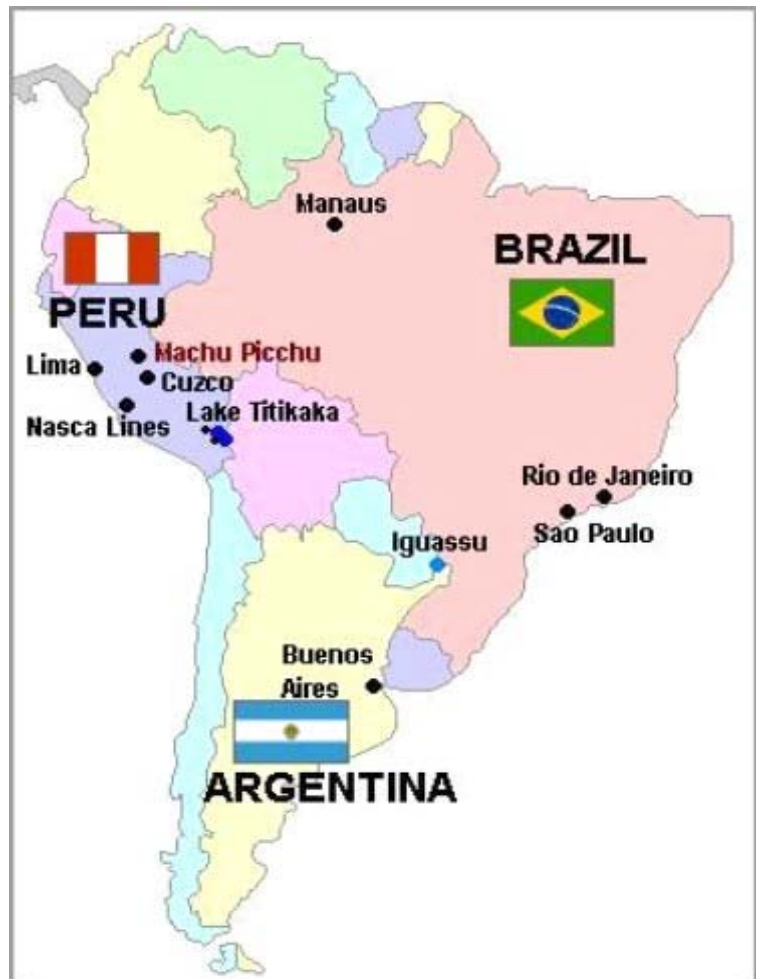 Manaus
BRAZIL
PERU
Machu Picchu
Lima
Cuzco
Lake Titikaka
Nasca Lines
Rio de Janeiro
Sao Paulo
Iguassu
Buenos
Aires
ARGENTINA